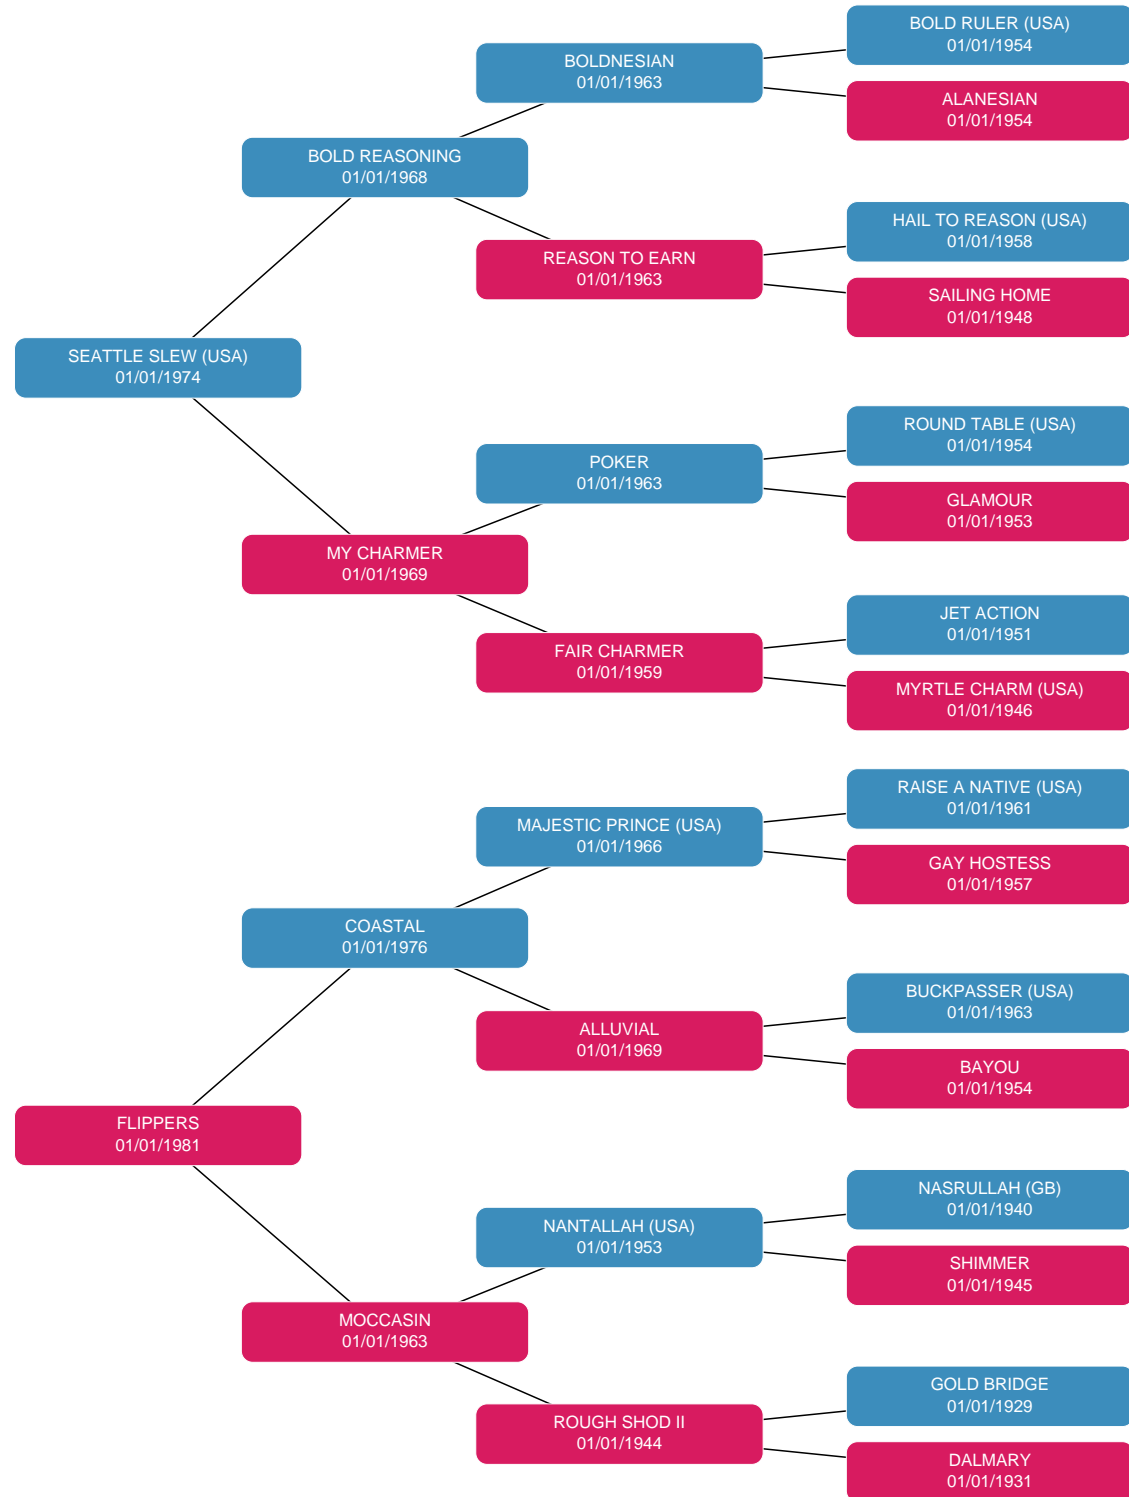 BOLD RULER (USA)
01/01/1954
BOLDNESIAN
01/01/1963
ALANESIAN
01/01/1954
BOLD REASONING
01/01/1968
HAIL TO REASON (USA)
01/01/1958
REASON TO EARN
01/01/1963
SAILING HOME
01/01/1948
SEATTLE SLEW (USA)
01/01/1974
ROUND TABLE (USA)
01/01/1954
POKER
01/01/1963
GLAMOUR
01/01/1953
MY CHARMER
01/01/1969
JET ACTION
01/01/1951
FAIR CHARMER
01/01/1959
MYRTLE CHARM (USA)
01/01/1946
RAISE A NATIVE (USA)
01/01/1961
MAJESTIC PRINCE (USA)
01/01/1966
GAY HOSTESS
01/01/1957
COASTAL
01/01/1976
BUCKPASSER (USA)
01/01/1963
ALLUVIAL
01/01/1969
BAYOU
01/01/1954
FLIPPERS
01/01/1981
NASRULLAH (GB)
01/01/1940
NANTALLAH (USA)
01/01/1953
SHIMMER
01/01/1945
MOCCASIN
01/01/1963
GOLD BRIDGE
01/01/1929
ROUGH SHOD II
01/01/1944
DALMARY
01/01/1931